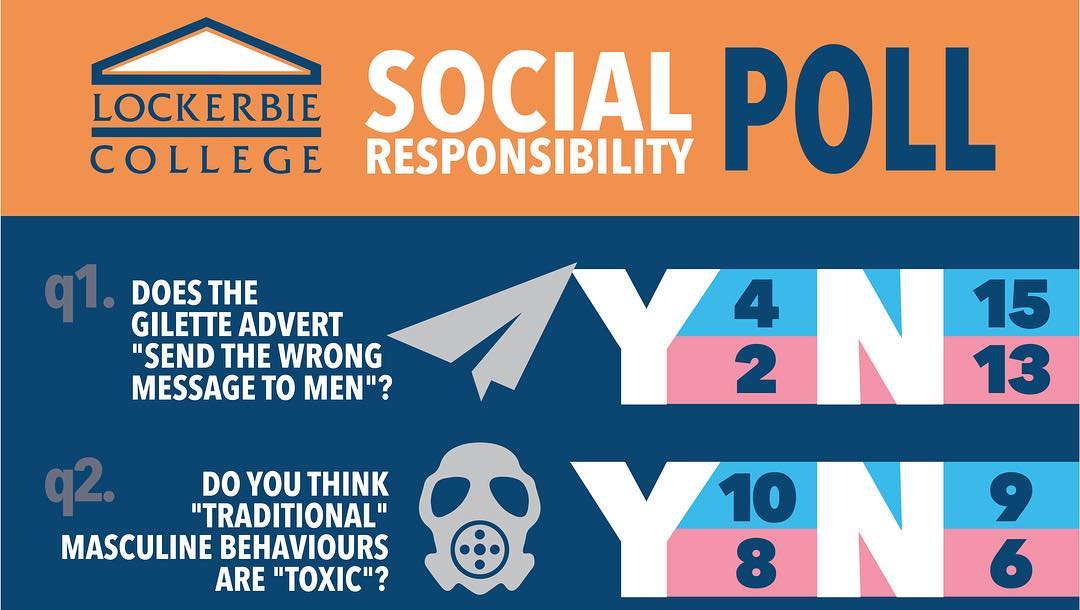 LOCKERBIE
COLLEGE
SOCIAL
RESPONSIBILITY
POLL
q1.
DOES THE
GILETTE ADVERT
"SEND THE WRONG
MESSAGE TO MEN"?
Y 4 N 15
2 13
q2.
DO YOU THINK
"TRADITIONAL"
MASCULINE BEHAVIOURS
ARE "TOXIC"?
Y 10 N 9
8 6